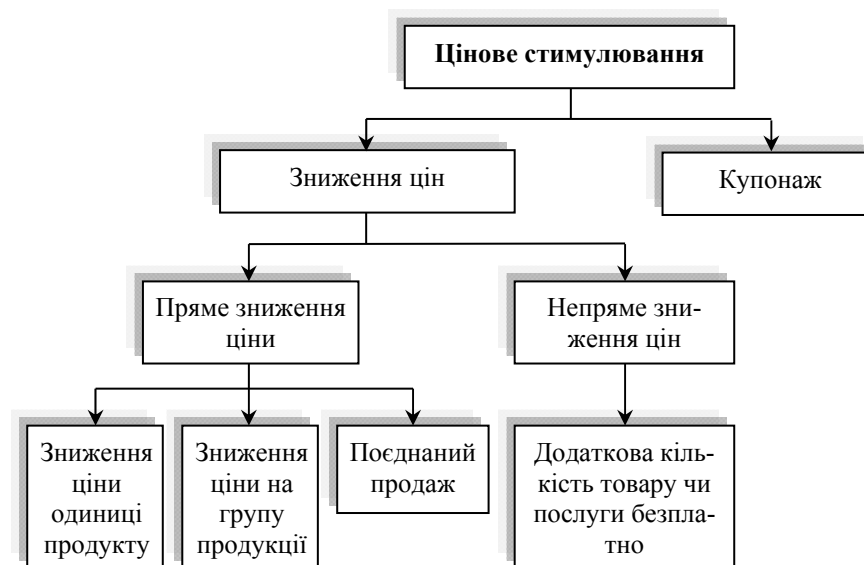 Цінове стимулювання
Зниження цін
Купонаж
Пряме зниження
ціни
Непряме зни-
ження цін
Зниження
ціни
одиниці
продукту
Зниження
ціни на
групу
продукції
Поєднаний
продаж
Додаткова кіль-
кість товару чи
послуги безпла-
тно